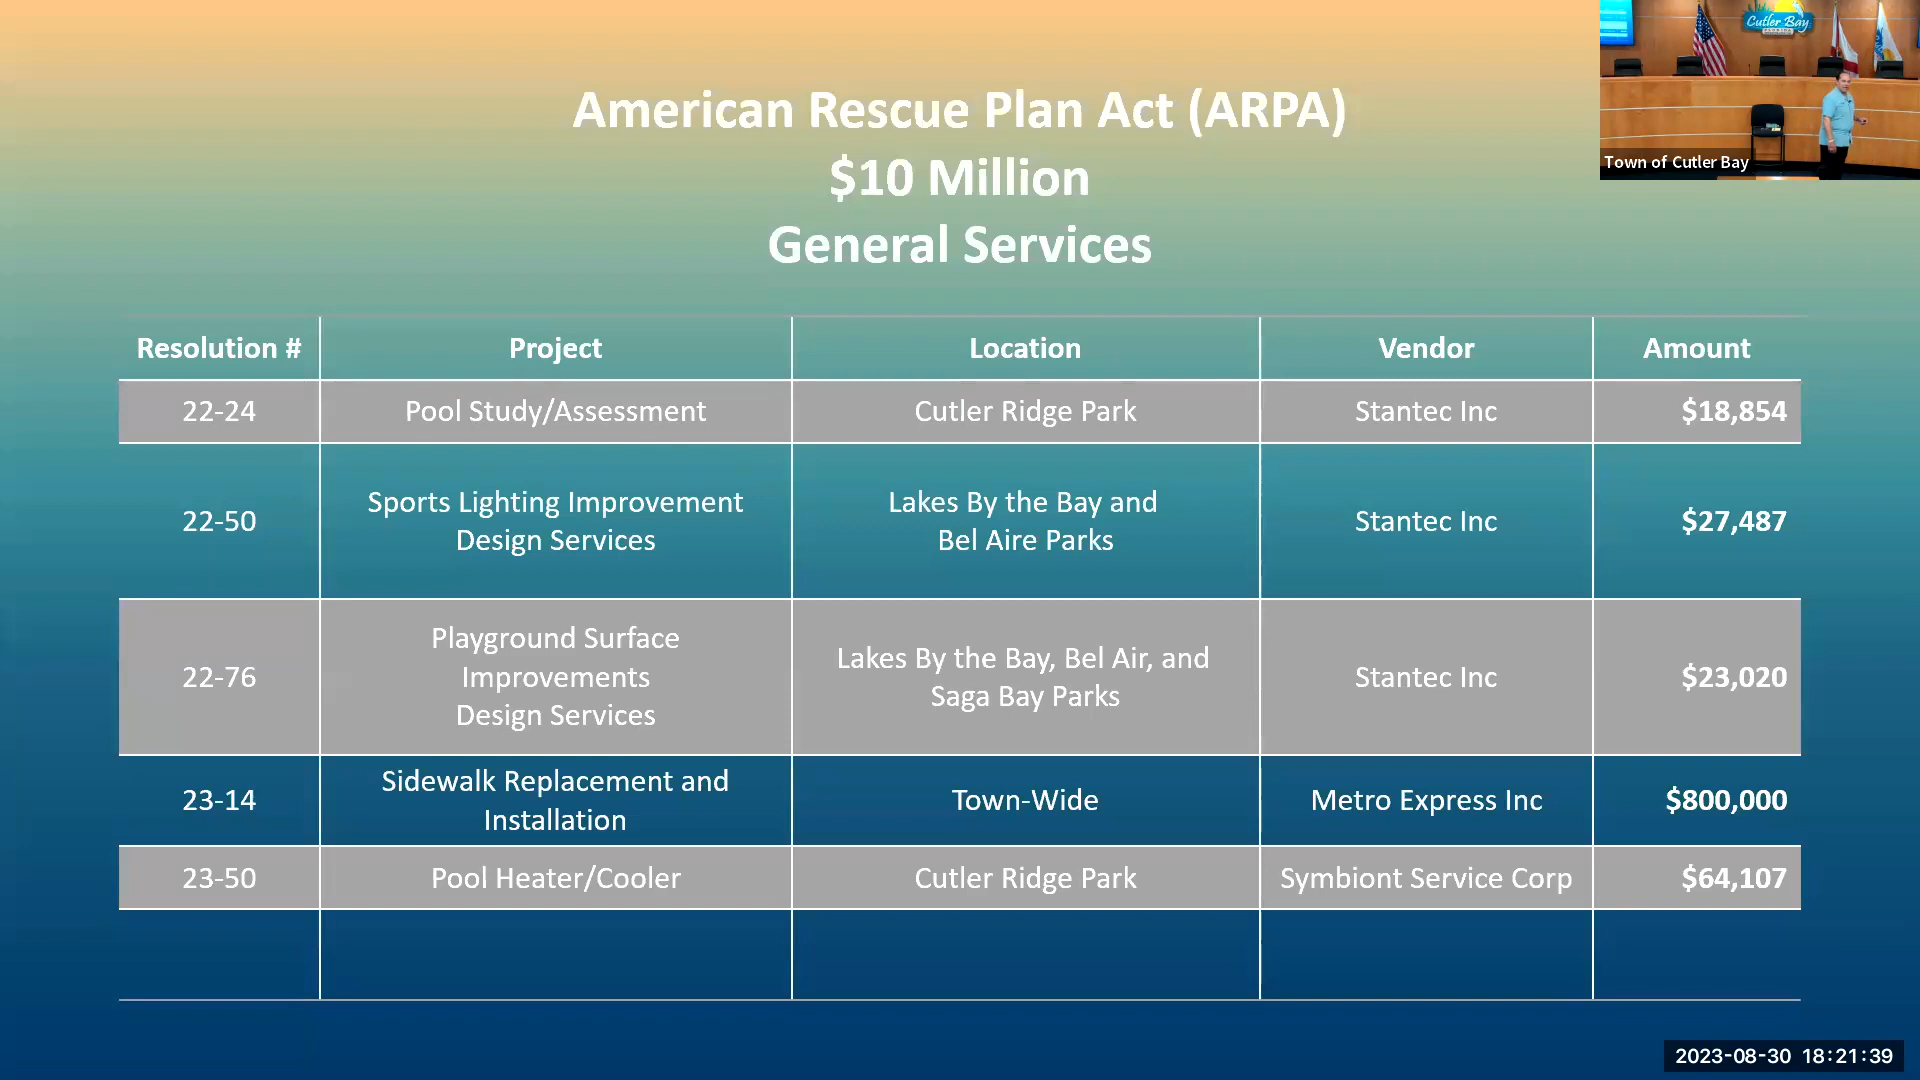 American Rescue Plan Act (ARPA)
$10 Million
General Services
Cutler Bay
Town of Cutler Bay
Resolution # Project Location Vendor Amount
22-24 Pool Study/Assessment Cutler Ridge Park Stantec Inc $18,854
22-50 Sports Lighting Improvement
Design Services Lakes By the Bay and
Bel Aire Parks Stantec Inc $27,487
22-76 Playground Surface
Improvements
Design Services Lakes By the Bay, Bel Air, and
Saga Bay Parks Stantec Inc $23,020
23-14 Sidewalk Replacement and
Installation Town-Wide Metro Express Inc $800,000
23-50 Pool Heater/Cooler Cutler Ridge Park Symbiont Service Corp $64,107
2023-08-30 18:21:39